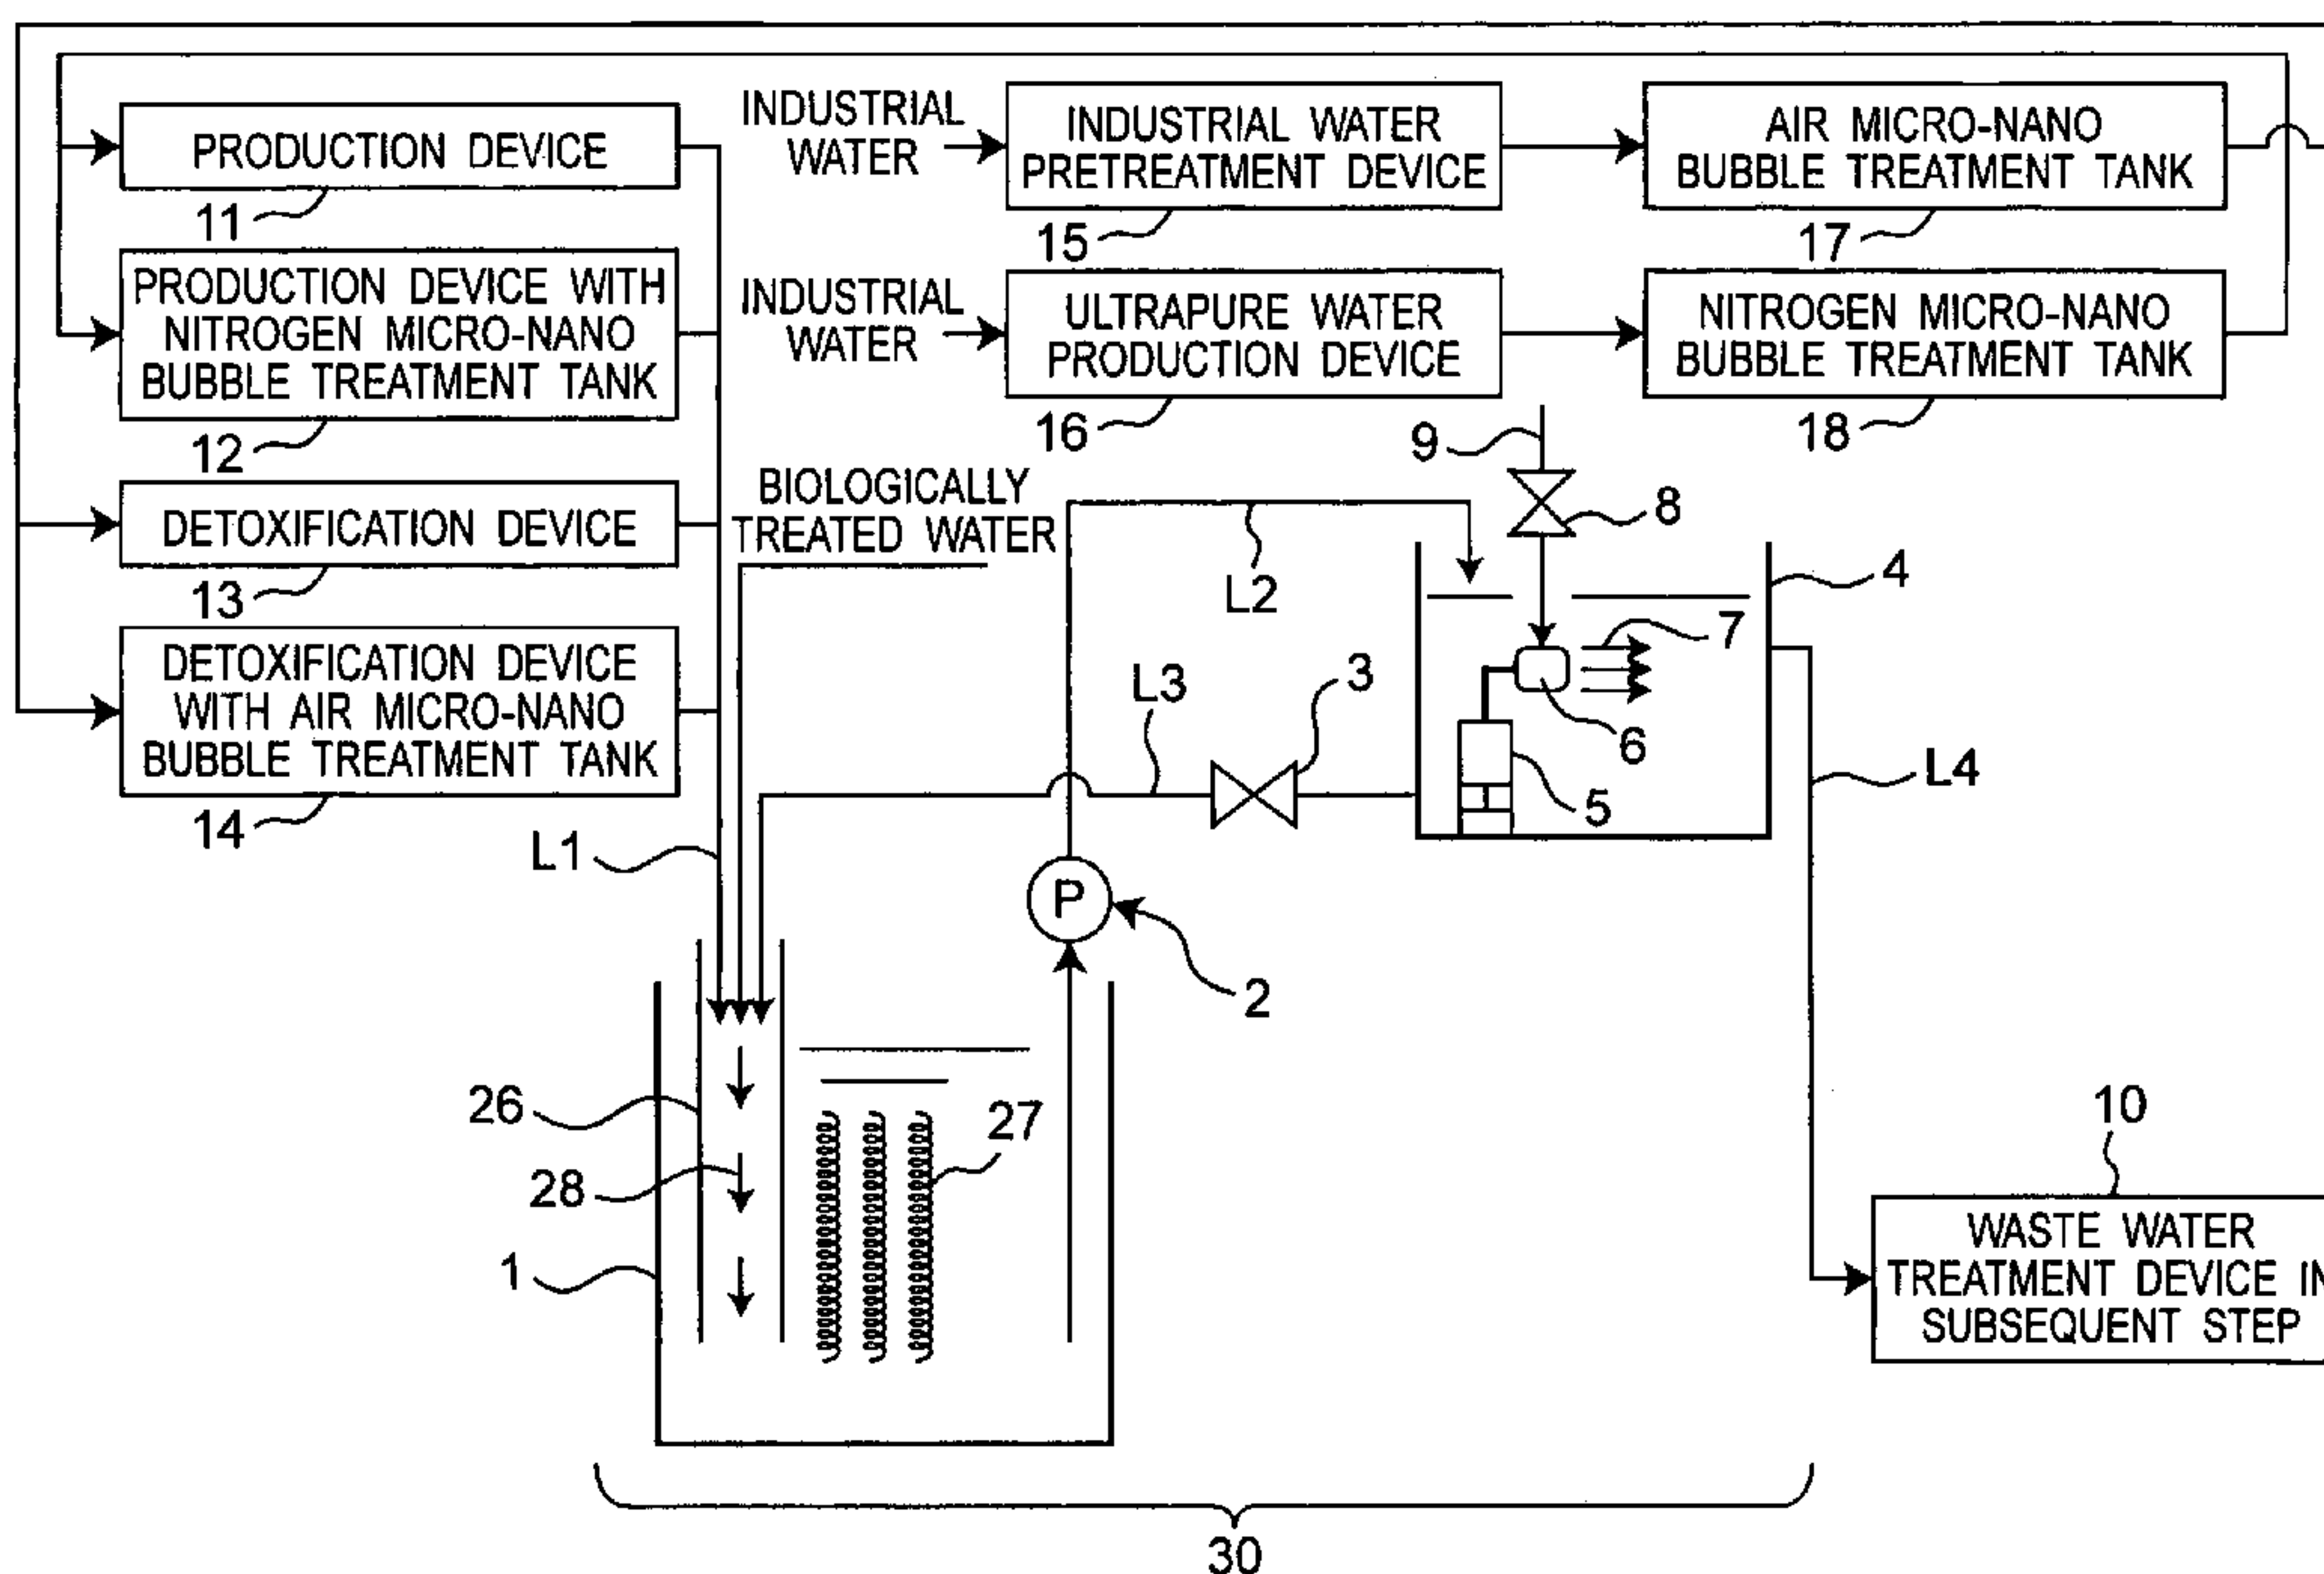 PRODUCTION DEVICE
11
PRODUCTION DEVICE WITH
NITROGEN MICRO-NANO
BUBBLE TREATMENT TANK
12
DETOXIFICATION DEVICE
13
DETOXIFICATION DEVICE
WITH AIR MICRO-NANO
BUBBLE TREATMENT TANK
14
INDUSTRIAL
WATER
INDUSTRIAL WATER
PRETREATMENT DEVICE
15
AIR MICRO-NANO
BUBBLE TREATMENT TANK
17
INDUSTRIAL
WATER
ULTRAPURE WATER
PRODUCTION DEVICE
16
NITROGEN MICRO-NANO
BUBBLE TREATMENT TANK
18
BIOLOGICALLY
TREATED WATER
9
8
L2
4
7
6
5
L3
3
L4
L1
P
2
26
27
28
1
10
WASTE WATER
TREATMENT DEVICE IN
SUBSEQUENT STEP
30